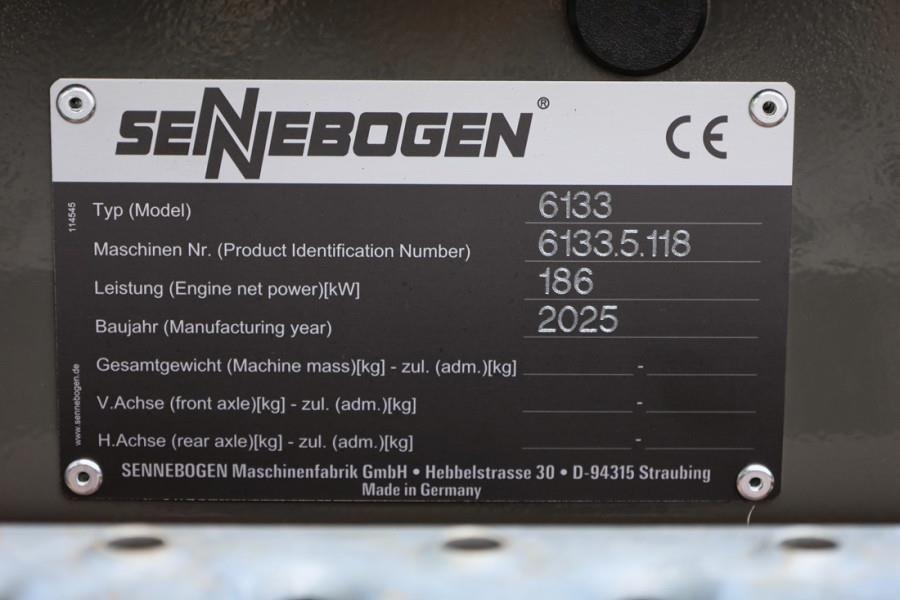 SENNEBOGEN® CE
114545
Typ (Model) 6133
Maschinen Nr. (Product Identification Number) 6133.5.118
Leistung (Engine net power)[kW] 186
Baujahr (Manufacturing year) 2025
Gesamtgewicht (Machine mass)[kg] - zul. (adm.)[kg] -
V.Achse (front axle)[kg] - zul. (adm.)[kg] -
H.Achse (rear axle)[kg] - zul. (adm.)[kg] -
www.sennebogen.de
SENNEBOGEN Maschinenfabrik GmbH • Hebbelstrasse 30 • D-94315 Straubing
Made in Germany